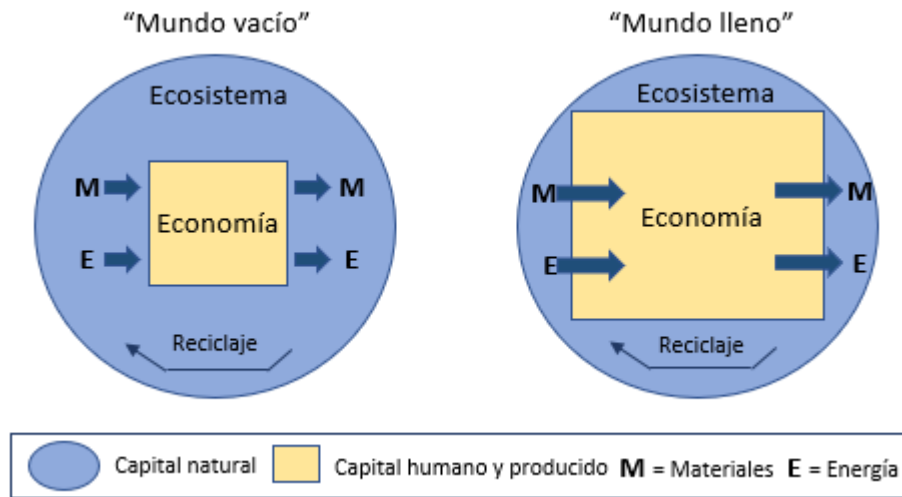 “Mundo vacío”
“Mundo lleno”
Ecosistema
M
M
Economía
E
E
Reciclaje
Ecosistema
M
M
Economía
E
E
Reciclaje
Capital natural
Capital humano y producido
M = Materiales
E = Energía